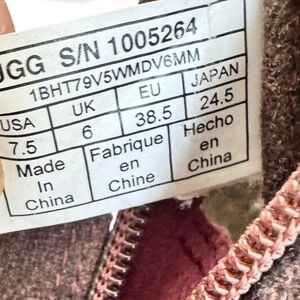 UGG S/N 1005264
1BHT79V5WMDV6MM
USA UK EU JAPAN
7.5 6 38.5 24.5
Made In China
Fabrique en Chine
Hecho en China